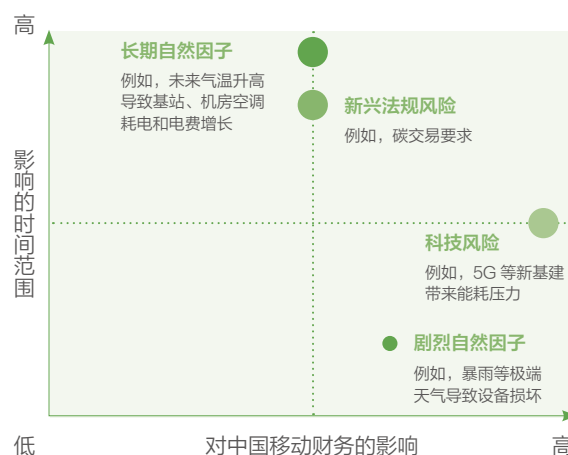 高
长期自然因子
例如，未来气温升高
导致基站、机房空调
耗电和电费增长
新兴法规风险
例如，碳交易要求
影响的时间范围
科技风险
例如，5G 等新基建
带来能耗压力
剧烈自然因子
例如，暴雨等极端
天气导致设备损坏
低
对中国移动财务的影响
高